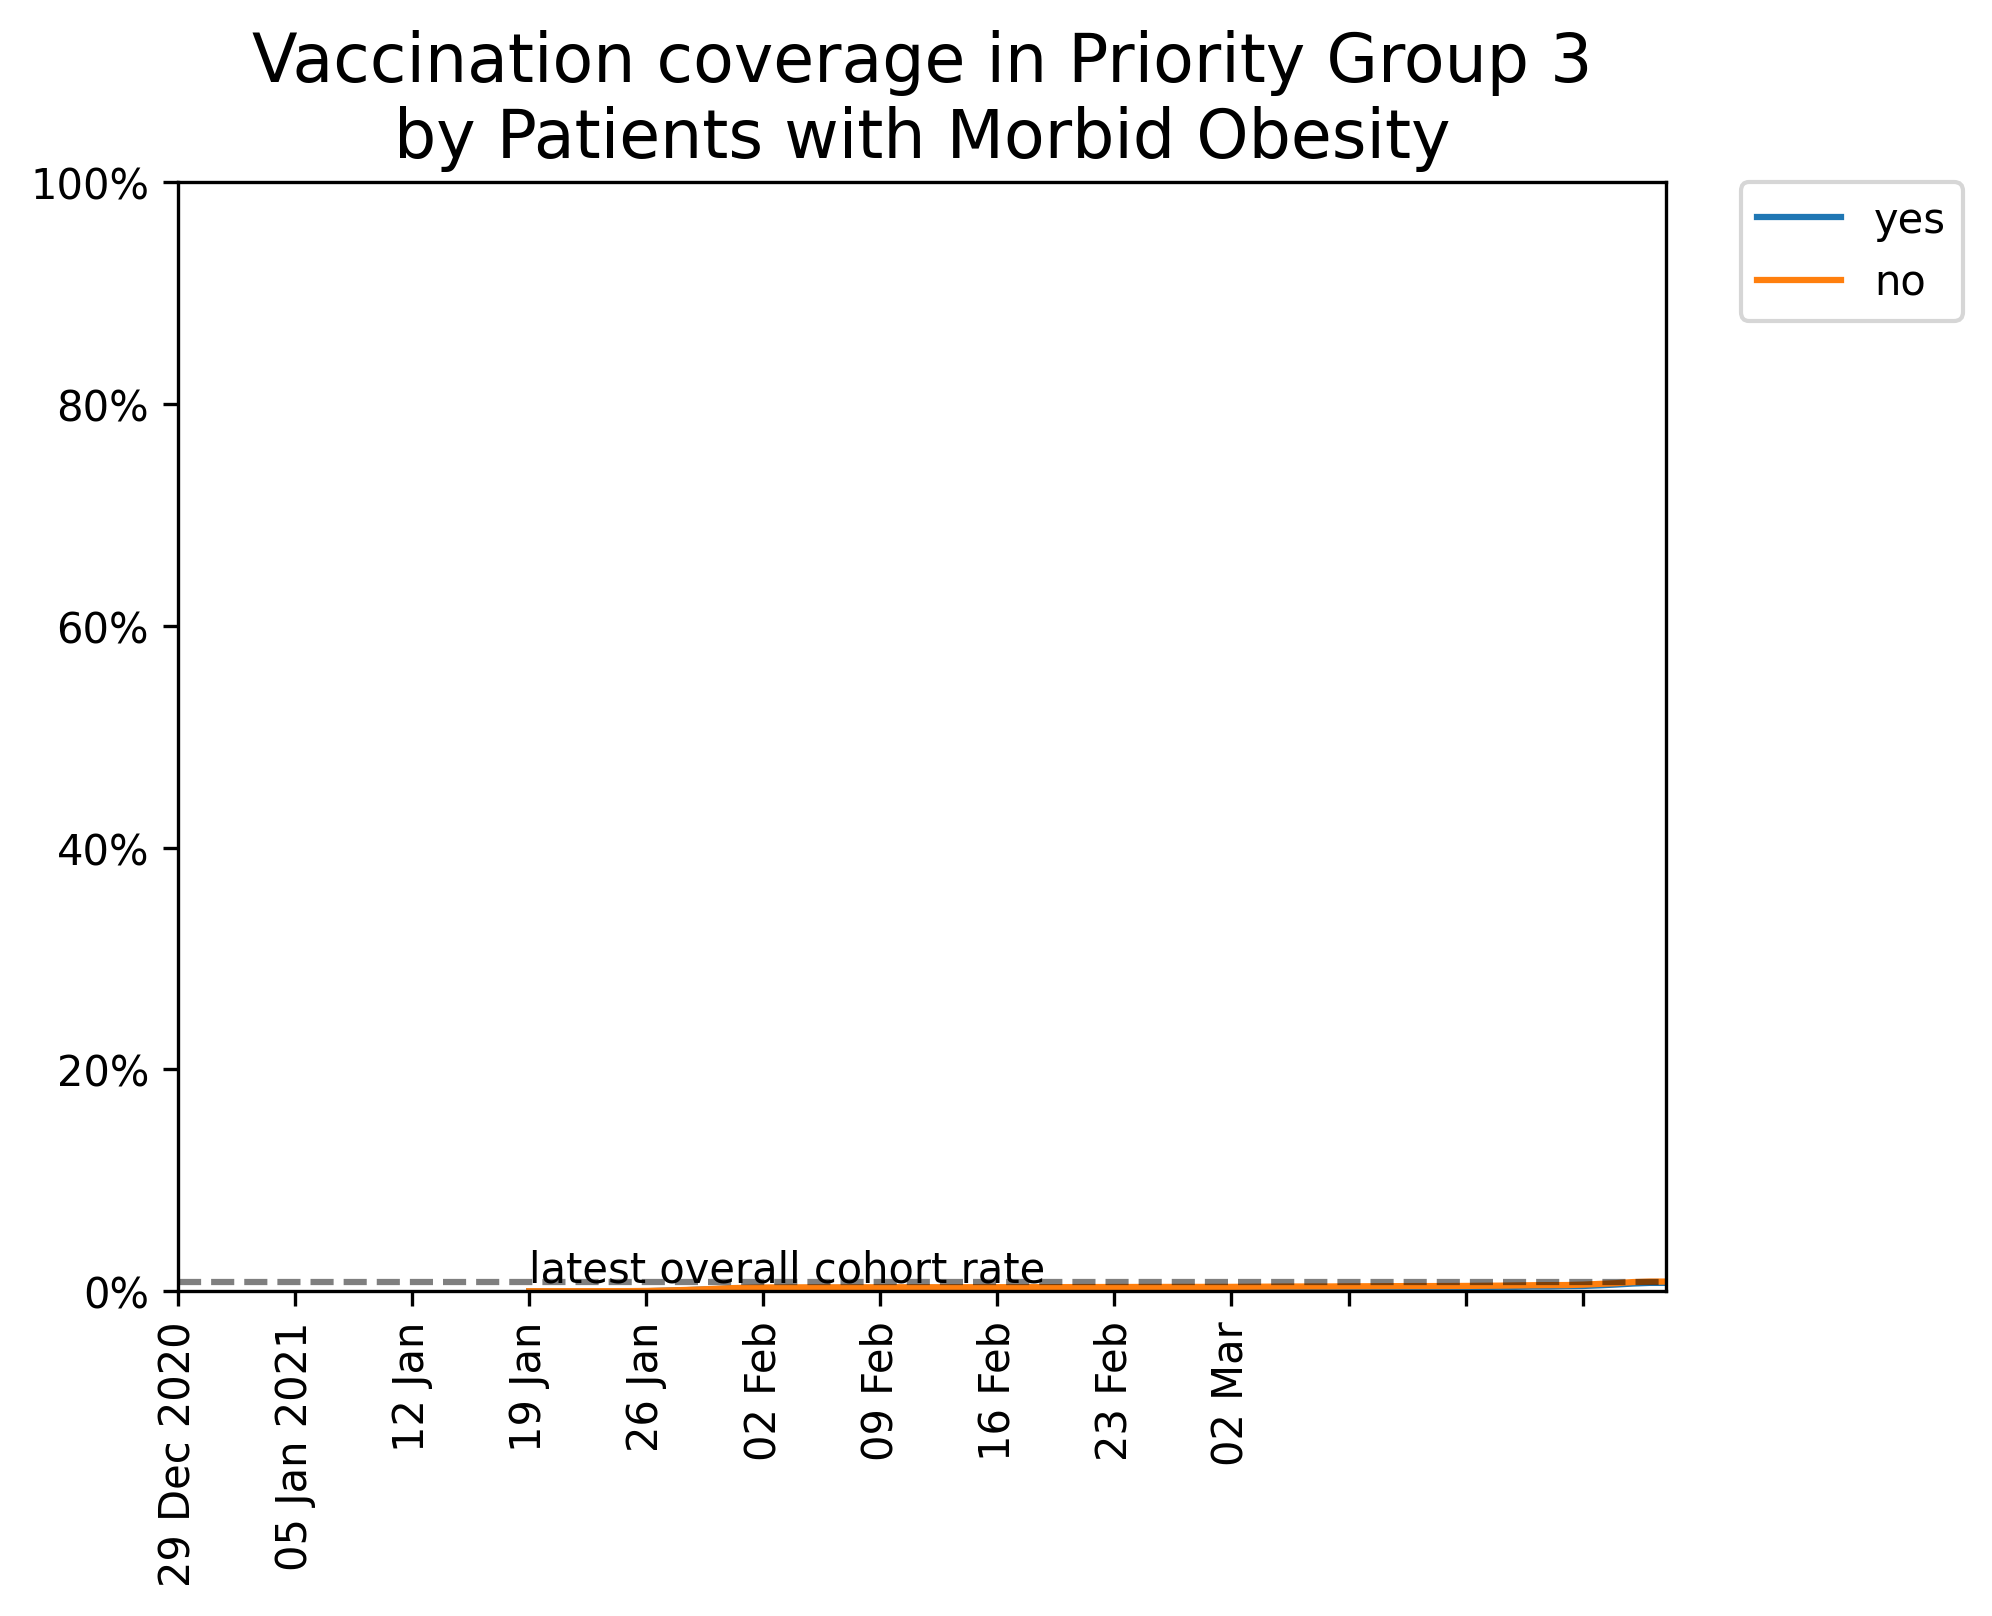 Vaccination coverage in Priority Group 3
by Patients with Morbid Obesity
100%
80%
60%
40%
20%
0%
yes
no
latest overall cohort rate
29 Dec 2020
05 Jan 2021
12 Jan
19 Jan
26 Jan
02 Feb
09 Feb
16 Feb
23 Feb
02 Mar